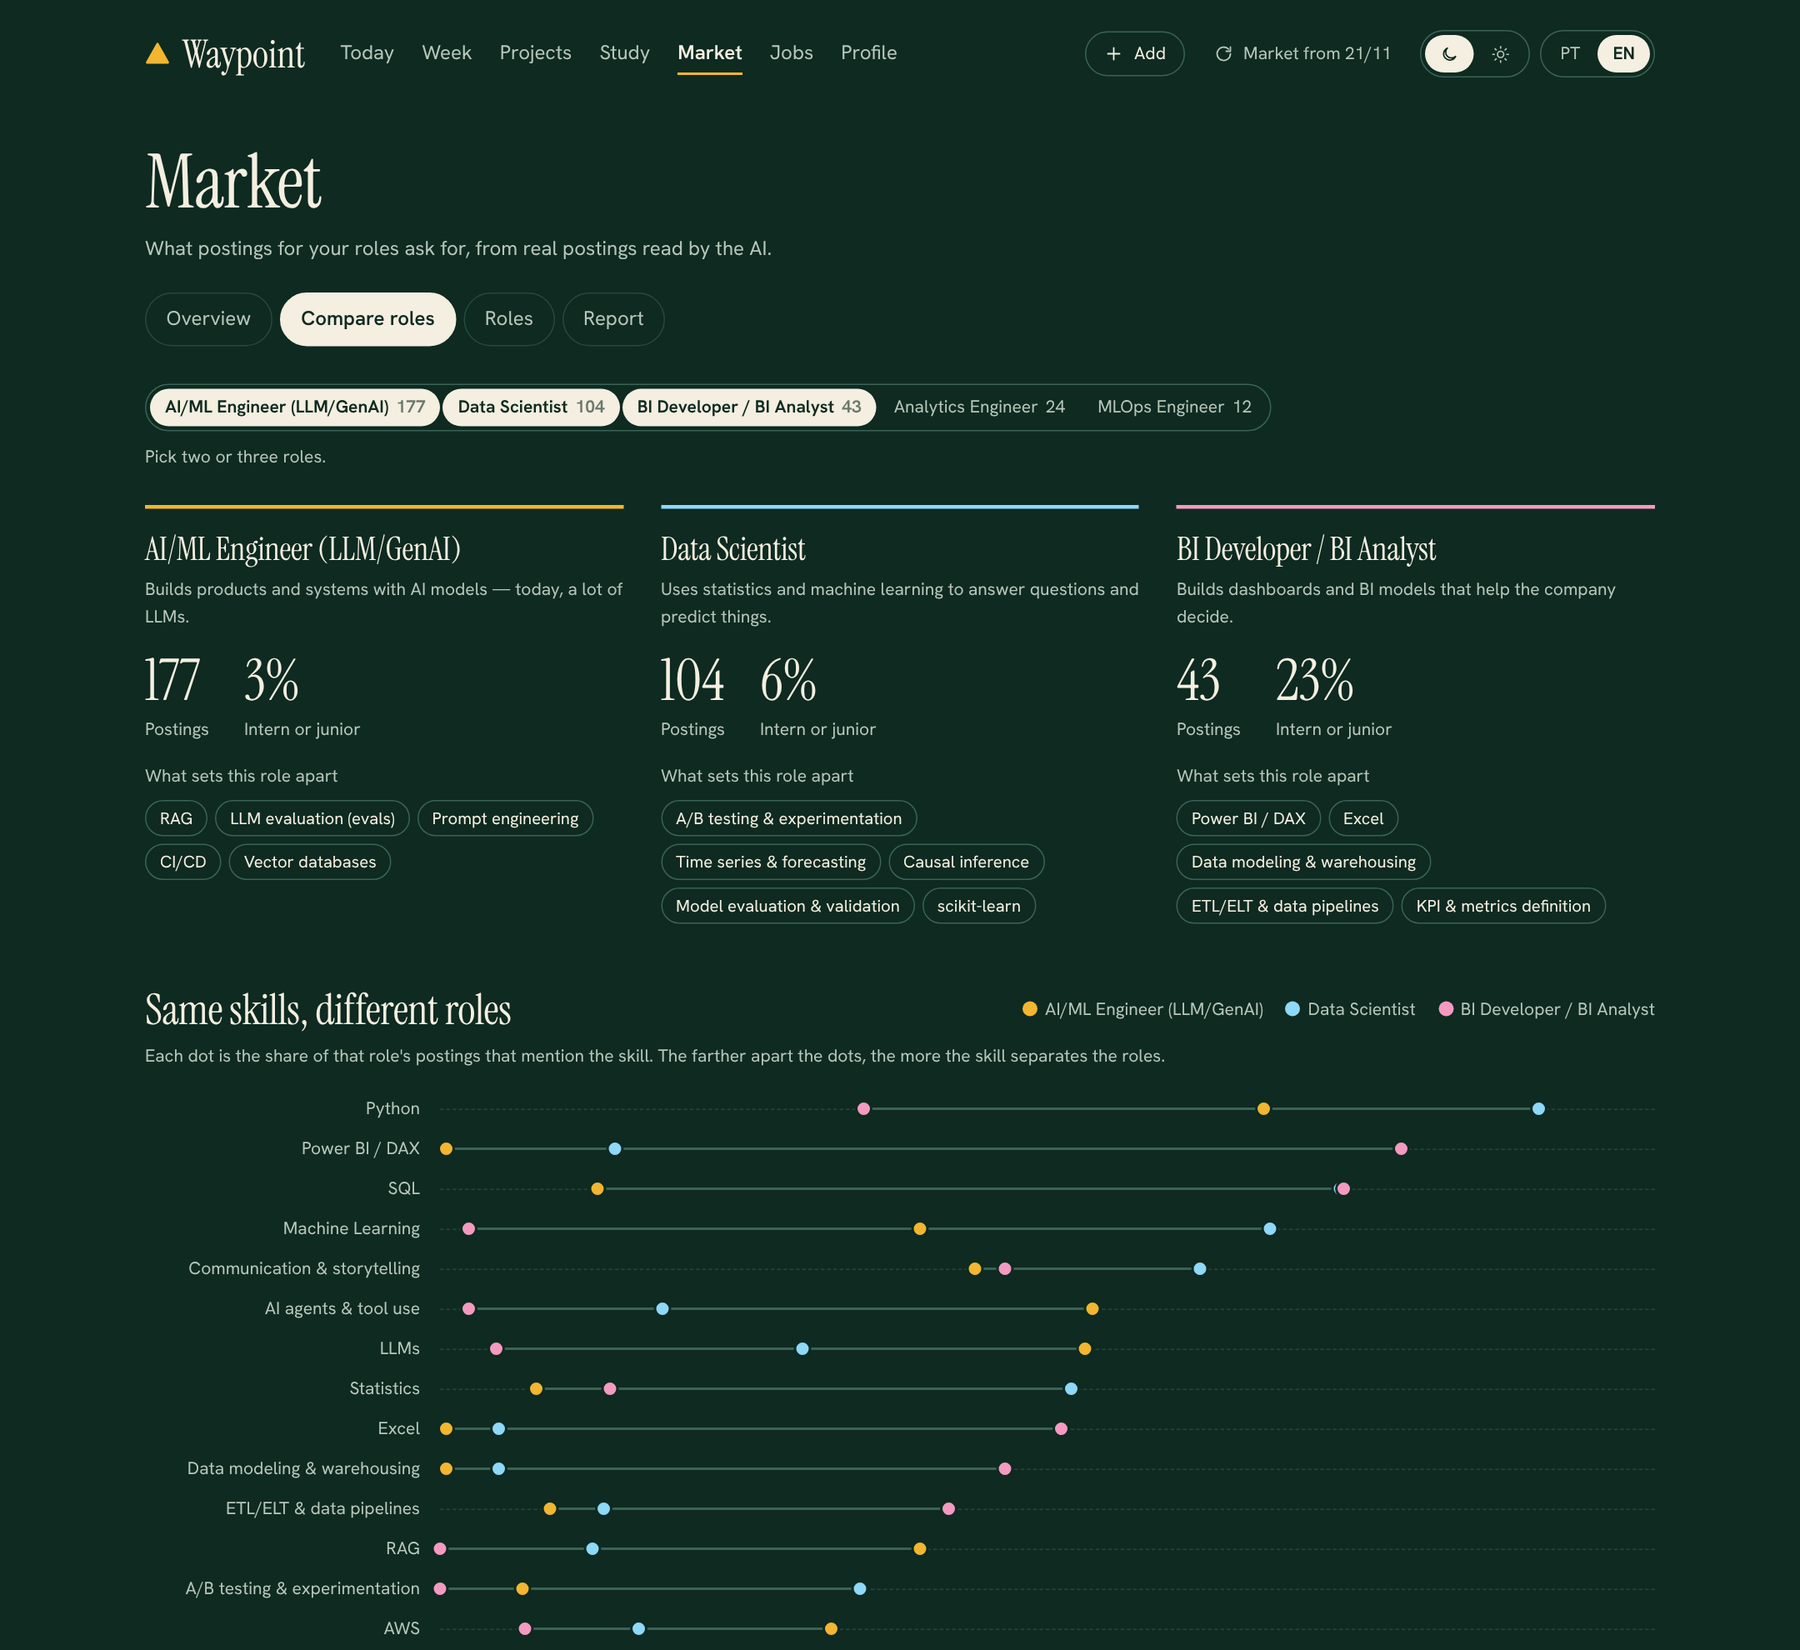 Waypoint
Today
Week
Projects
Study
Market
Jobs
Profile
Add
Market from 21/11
PT
EN
Market
What postings for your roles ask for, from real postings read by the AI.
Overview
Compare roles
Roles
Report
AI/ML Engineer (LLM/GenAI) 177
Data Scientist 104
BI Developer / BI Analyst 43
Analytics Engineer 24
MLOps Engineer 12
Pick two or three roles.
AI/ML Engineer (LLM/GenAI)
Builds products and systems with AI models — today, a lot of
LLMs.
177
3%
Postings
Intern or junior
What sets this role apart
RAG
LLM evaluation (evals)
Prompt engineering
CI/CD
Vector databases
Data Scientist
Uses statistics and machine learning to answer questions and
predict things.
104
6%
Postings
Intern or junior
What sets this role apart
A/B testing & experimentation
Time series & forecasting
Causal inference
Model evaluation & validation
scikit-learn
BI Developer / BI Analyst
Builds dashboards and BI models that help the company
decide.
43
23%
Postings
Intern or junior
What sets this role apart
Power BI / DAX
Excel
Data modeling & warehousing
ETL/ELT & data pipelines
KPI & metrics definition
Same skills, different roles
AI/ML Engineer (LLM/GenAI)
Data Scientist
BI Developer / BI Analyst
Each dot is the share of that role's postings that mention the skill. The farther apart the dots, the more the skill separates the roles.
Python
Power BI / DAX
SQL
Machine Learning
Communication & storytelling
AI agents & tool use
LLMs
Statistics
Excel
Data modeling & warehousing
ETL/ELT & data pipelines
RAG
A/B testing & experimentation
AWS